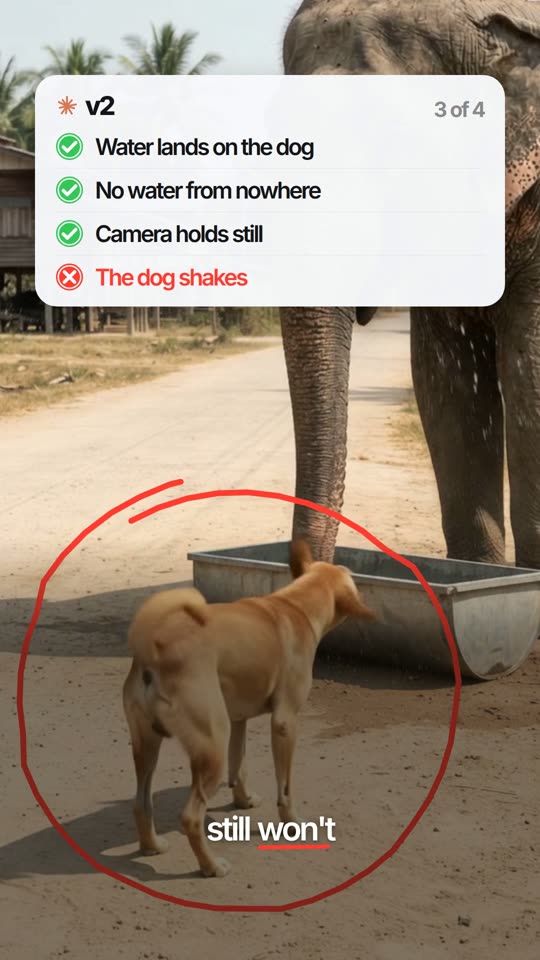 v2
3 of 4
Water lands on the dog
No water from nowhere
Camera holds still
The dog shakes
still won't